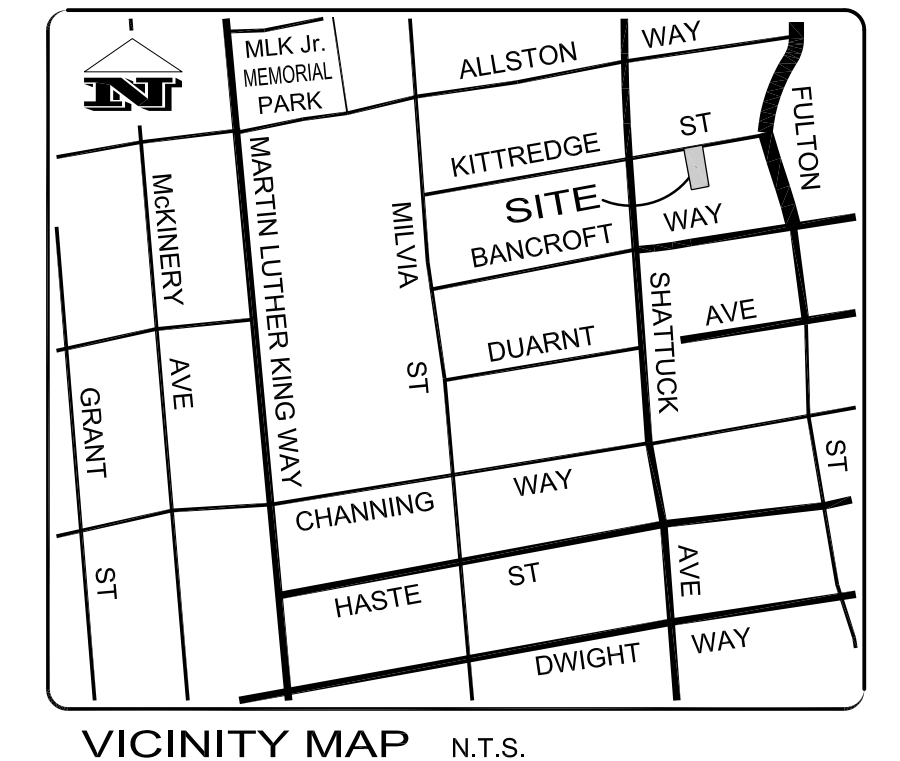 N
MLK Jr.
MEMORIAL
PARK
ALLSTON
WAY
FULTON
ST
KITTREDGE
ST
SITE
BANCROFT
WAY
McKINERY
AVE
MARTIN LUTHER KING WAY
MILVIA
ST
SHATTUCK
AVE
DUARNT
AVE
GRANT
ST
CHANNING
WAY
HASTE
ST
DWIGHT
WAY
VICINITY MAP N.T.S.